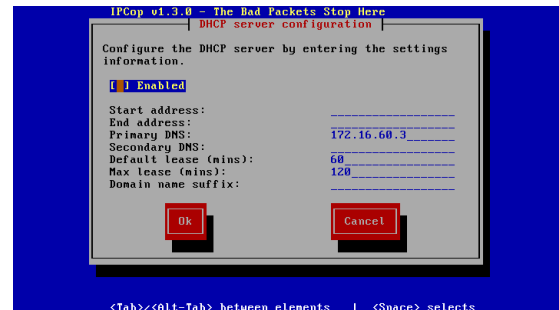 IPCop v1.3.0 - The Bad Packets Stop Here
DHCP server configuration
Configure the DHCP server by entering the settings
information.
[ ] Enabled
Start address:
End address:
Primary DNS: 172.16.60.3
Secondary DNS:
Default lease (mins): 60
Max lease (mins): 120
Domain name suffix:
Ok Cancel
<Tab>/<Alt-Tab> between elements | <Space> selects